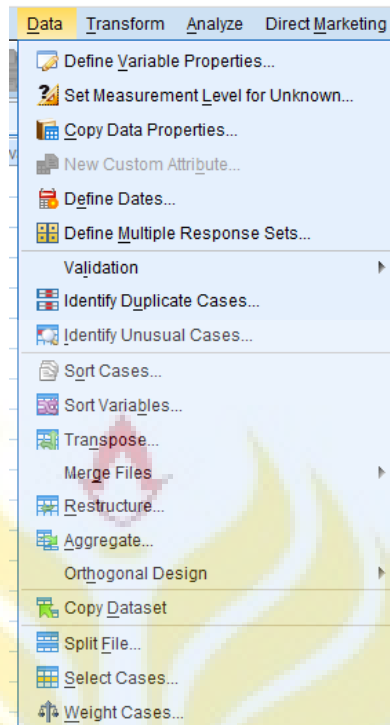 Data Transform Analyze Direct Marketing
Define Variable Properties...
Set Measurement Level for Unknown...
Copy Data Properties...
New Custom Attribute...
Define Dates...
Define Multiple Response Sets...
Validation
Identify Duplicate Cases...
Identify Unusual Cases...
Sort Cases...
Sort Variables...
Transpose...
Merge Files
Restructure...
Aggregate...
Orthogonal Design
Copy Dataset
Split File...
Select Cases...
Weight Cases...